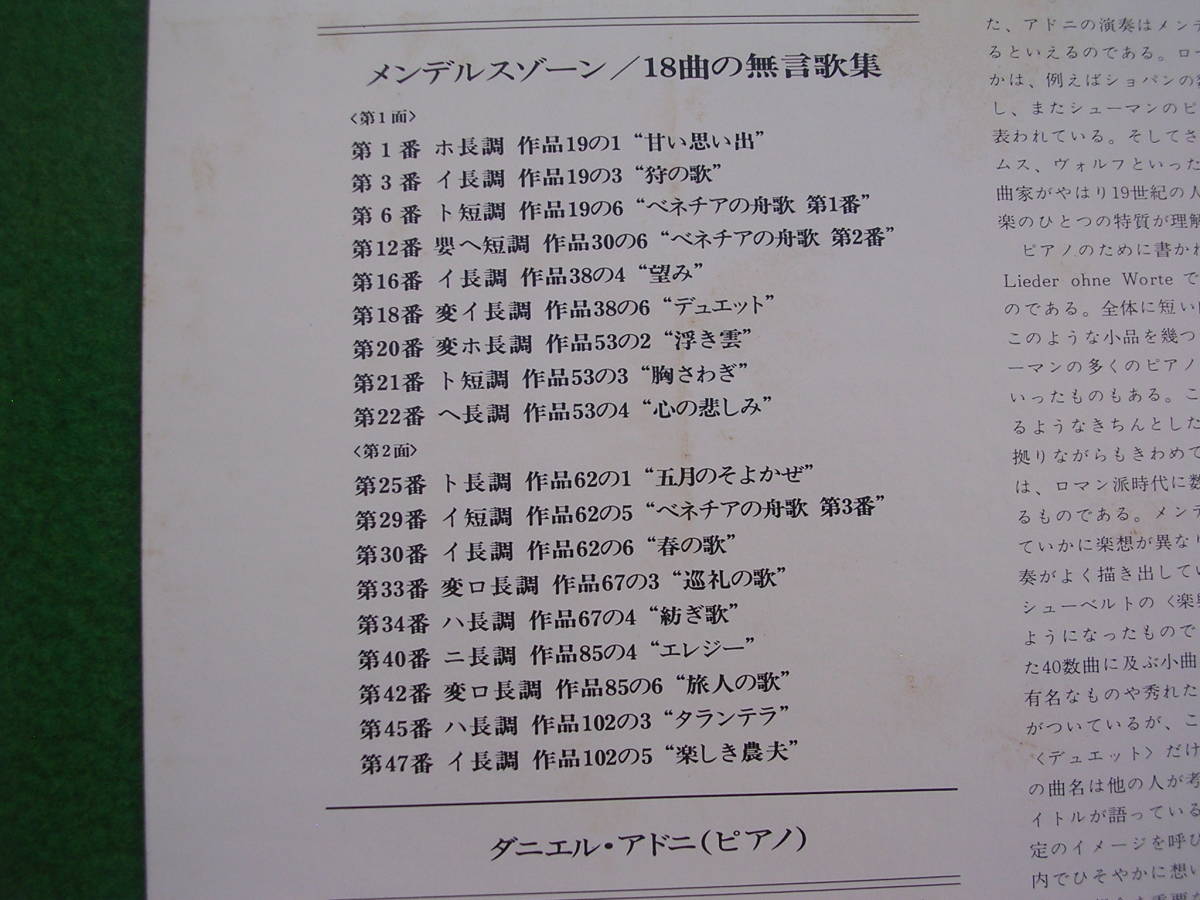 メンデルスゾーン/18曲の無言歌集
〈第1面〉
第1番 ホ長調 作品19の1 “甘い思い出”
第3番 イ長調 作品19の3 “狩の歌”
第6番 ト短調 作品19の6 “ベネチアの舟歌 第1番”
第12番 嬰ヘ短調 作品30の6 “ベネチアの舟歌 第2番”
第16番 イ長調 作品38の4 “望み”
第18番 変イ長調 作品38の6 “デュエット”
第20番 変ホ長調 作品53の2 “浮き雲”
第21番 ト短調 作品53の3 “胸さわぎ”
第22番 ヘ長調 作品53の4 “心の悲しみ”
〈第2面〉
第25番 ト長調 作品62の1 “五月のそよかぜ”
第29番 イ短調 作品62の5 “ベネチアの舟歌 第3番”
第30番 イ長調 作品62の6 “春の歌”
第33番 変ロ長調 作品67の3 “巡礼の歌”
第34番 ハ長調 作品67の4 “紡ぎ歌”
第40番 ニ長調 作品85の4 “エレジー”
第42番 変ロ長調 作品85の6 “旅人の歌”
第45番 ハ長調 作品102の3 “タランテラ”
第47番 イ長調 作品102の5 “楽しき農夫”
ダニエル・アドニ(ピアノ)
た、アドニの演奏はメンデ
るといえるのである。ロー
かは、例えばショパンの
し、またシューマンのピ
表われている。そしてさ
ムス、ヴォルフといった
曲家がやはり19世紀の人
楽のひとつの特質が理解
ピアノのために書かれ
Lieder ohne Worte で
のである。全体に短い
このような小品を幾つ
ーマンの多くのピアノ
いったものもある。こ
るようなきちんとした
拠りながらもきわめて
は、ロマン派時代に数
るものである。メンデ
ていかに楽想が異なり
奏がよく描き出してい
シューベルトの〈楽興
ようになったもので
た40数曲に及ぶ小曲
有名なものや秀れた
がついているが、こ
〈デュエット〉だけ
の曲名は他の人が考
イトルが語っている
定のイメージを呼び
内でひそやかに想い